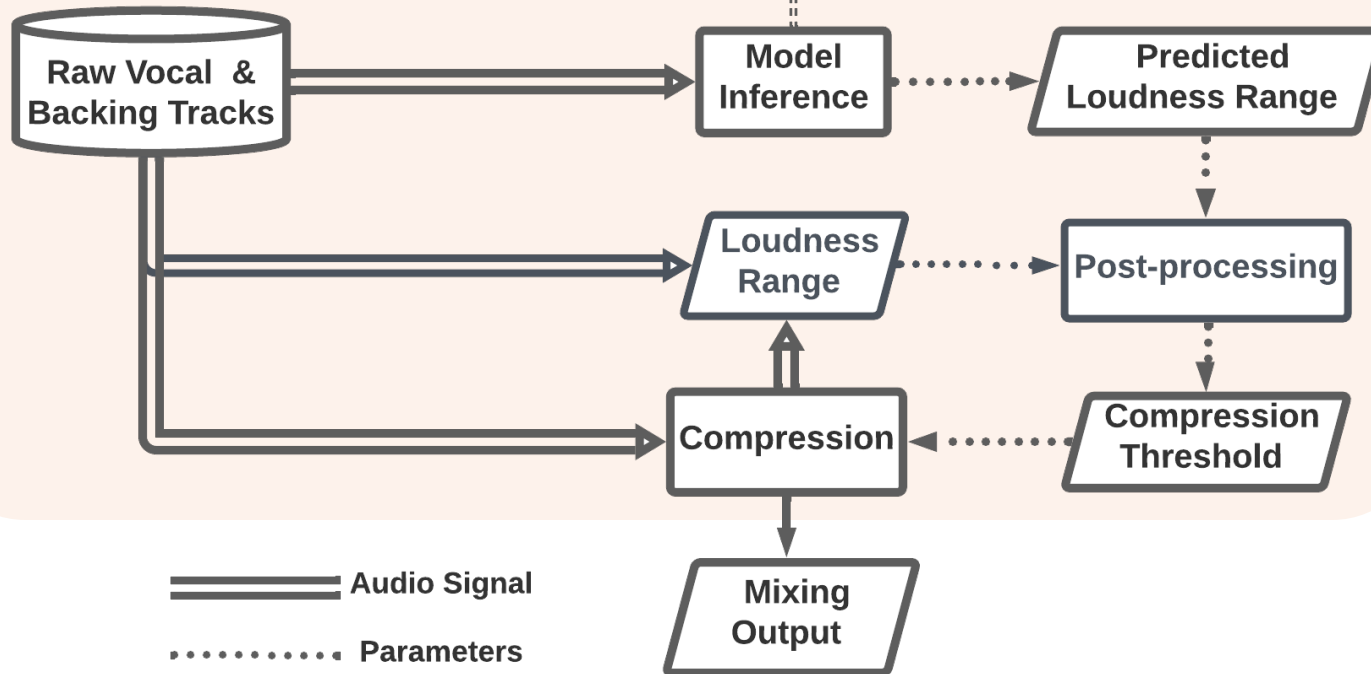 Raw Vocal &
Backing Tracks
Model
Inference
Predicted
Loudness Range
Loudness
Range
Post-processing
Compression
Compression
Threshold
Mixing
Output
Audio Signal
Parameters